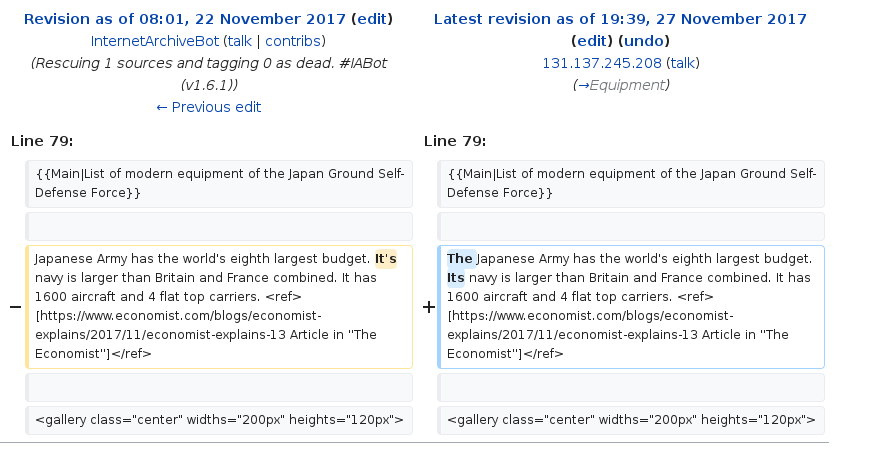 Revision as of 08:01, 22 November 2017 (edit)
InternetArchiveBot (talk | contribs)
(Rescuing 1 sources and tagging 0 as dead. #IABot
(v1.6.1))
← Previous edit
Latest revision as of 19:39, 27 November 2017
(edit) (undo)
131.137.245.208 (talk)
(→Equipment)
Line 79:
Line 79:
{{Main|List of modern equipment of the Japan Ground Self-
Defense Force}}
{{Main|List of modern equipment of the Japan Ground Self-
Defense Force}}
− Japanese Army has the world's eighth largest budget. It's
navy is larger than Britain and France combined. It has
1600 aircraft and 4 flat top carriers. <ref>
[https://www.economist.com/blogs/economist-
explains/2017/11/economist-explains-13 Article in "The
Economist"]</ref>
+ The Japanese Army has the world's eighth largest budget.
Its navy is larger than Britain and France combined. It has
1600 aircraft and 4 flat top carriers. <ref>
[https://www.economist.com/blogs/economist-
explains/2017/11/economist-explains-13 Article in "The
Economist"]</ref>
<gallery class="center" widths="200px" heights="120px">
<gallery class="center" widths="200px" heights="120px">